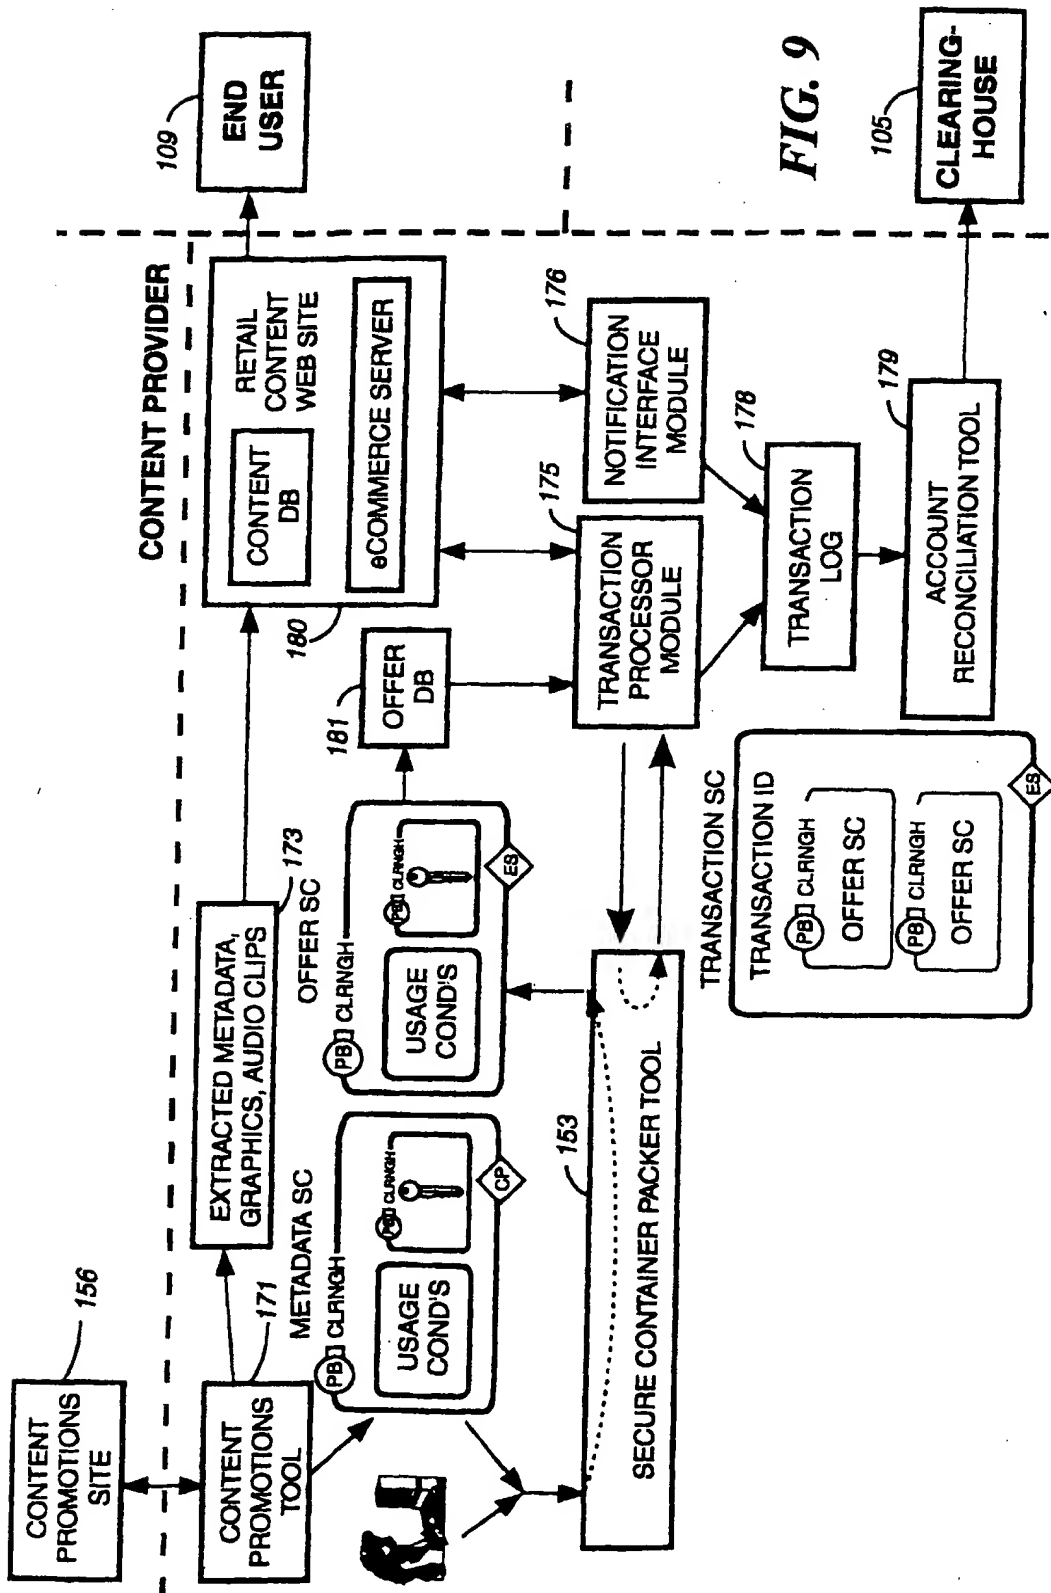 CONTENT
PROMOTIONS
SITE
156
CONTENT PROVIDER
CONTENT
PROMOTIONS
TOOL
171
EXTRACTED METADATA,
GRAPHICS, AUDIO CLIPS
173
CONTENT
DB
RETAIL
CONTENT
WEB SITE
eCOMMERCE SERVER
180
END
USER
109
METADATA SC
PB CLRNGH
USAGE
COND'S
PB CLRNGH
CP
OFFER SC
PB CLRNGH
USAGE
COND'S
PB CLRNGH
ES
OFFER
DB
181
SECURE CONTAINER PACKER TOOL
153
TRANSACTION
PROCESSOR
MODULE
175
NOTIFICATION
INTERFACE
MODULE
176
TRANSACTION
LOG
178
TRANSACTION SC
TRANSACTION ID
PB CLRNGH
OFFER SC
PB CLRNGH
OFFER SC
ES
ACCOUNT
RECONCILIATION TOOL
179
CLEARING-
HOUSE
105
FIG. 9